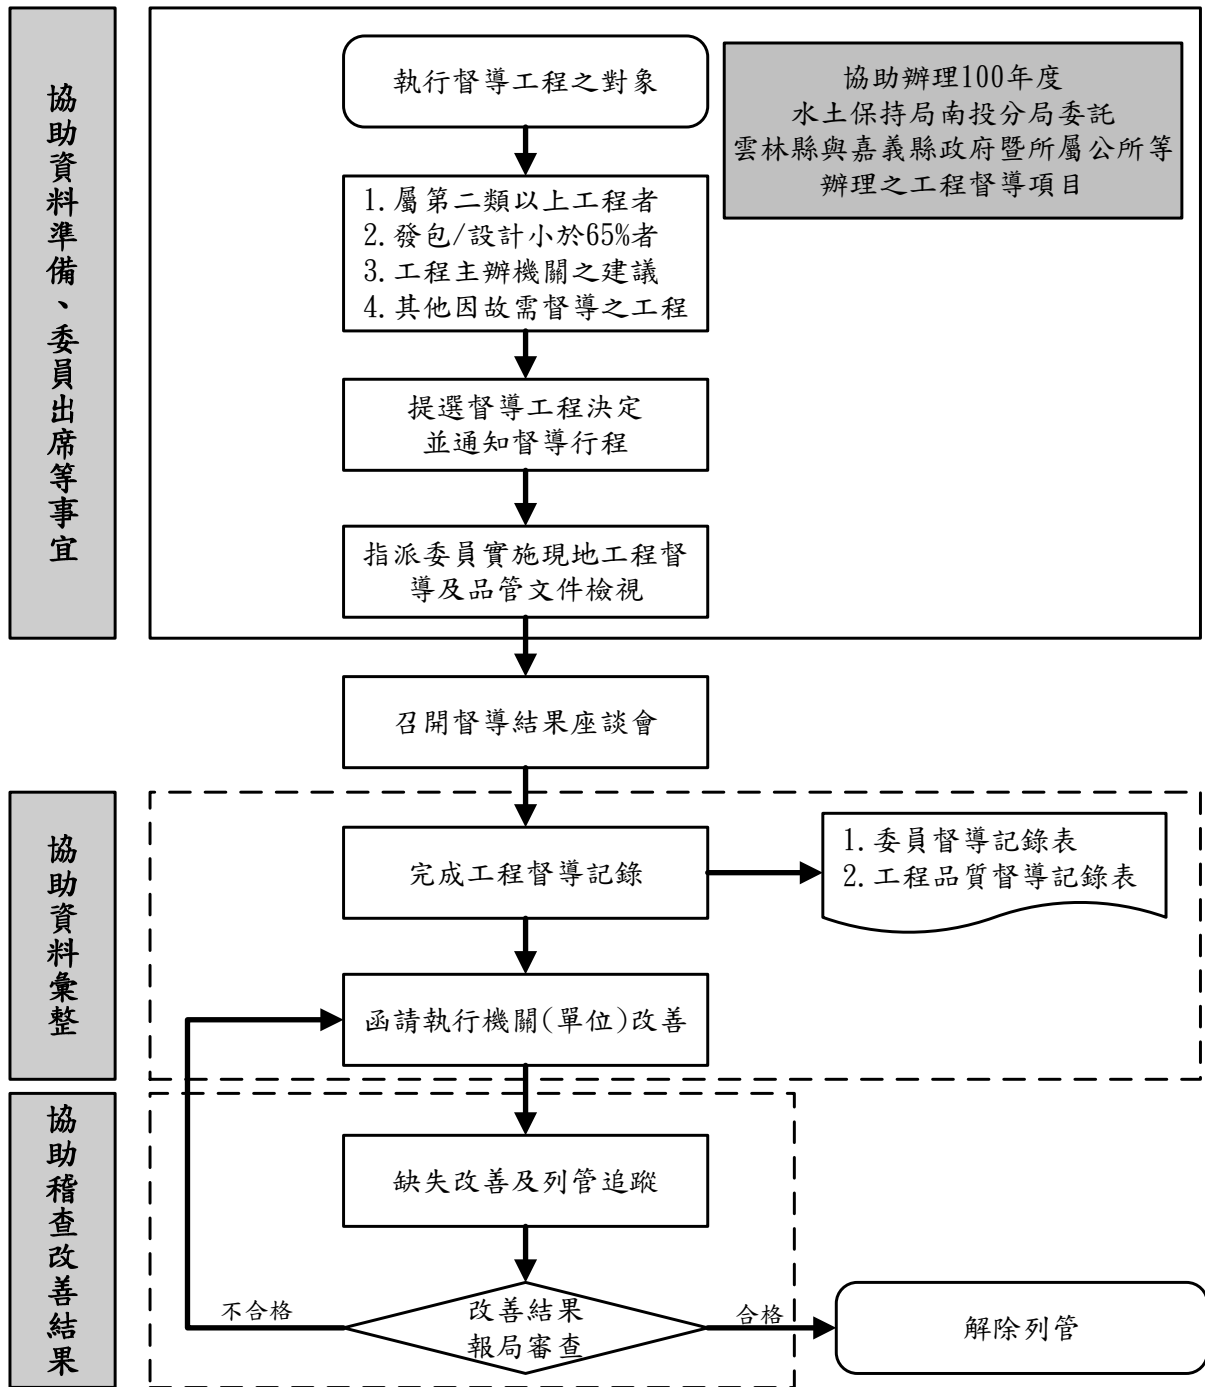 協助資料準備、委員出席等事宜
執行督導工程之對象
協助辦理100年度
水土保持局南投分局委託
雲林縣與嘉義縣政府暨所屬公所等
辦理之工程督導項目
1.屬第二類以上工程者
2.發包/設計小於65%者
3.工程主辦機關之建議
4.其他因故需督導之工程
提選督導工程決定
並通知督導行程
指派委員實施現地工程督
導及品管文件檢視
召開督導結果座談會
協助資料彙整
完成工程督導記錄
1.委員督導記錄表
2.工程品質督導記錄表
函請執行機關(單位)改善
協助稽查改善結果
缺失改善及列管追蹤
不合格
改善結果
報局審查
合格
解除列管